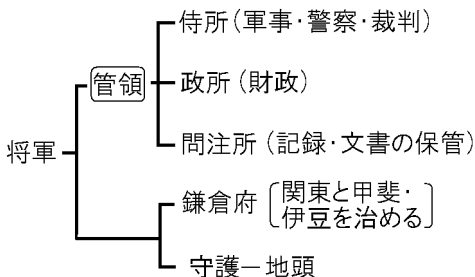 将軍
管領
侍所（軍事・警察・裁判）
政所（財政）
問注所（記録・文書の保管）
鎌倉府
関東と甲斐・
伊豆を治める
守護－地頭